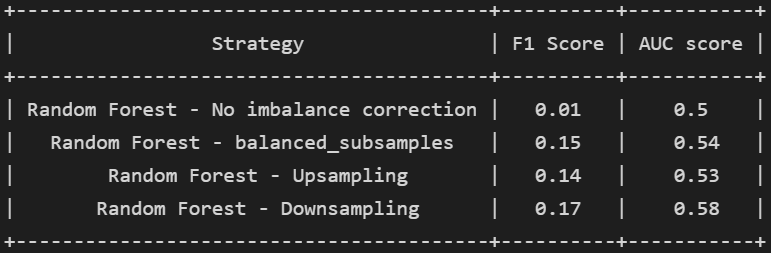 +-----------------------------------------+----------+-----------+
|                 Strategy                | F1 Score | AUC score |
+-----------------------------------------+----------+-----------+
| Random Forest - No imbalance correction |   0.01   |    0.5    |
|   Random Forest - balanced_subsamples   |   0.15   |    0.54   |
|        Random Forest - Upsampling       |   0.14   |    0.53   |
|       Random Forest - Downsampling      |   0.17   |    0.58   |
+-----------------------------------------+----------+-----------+